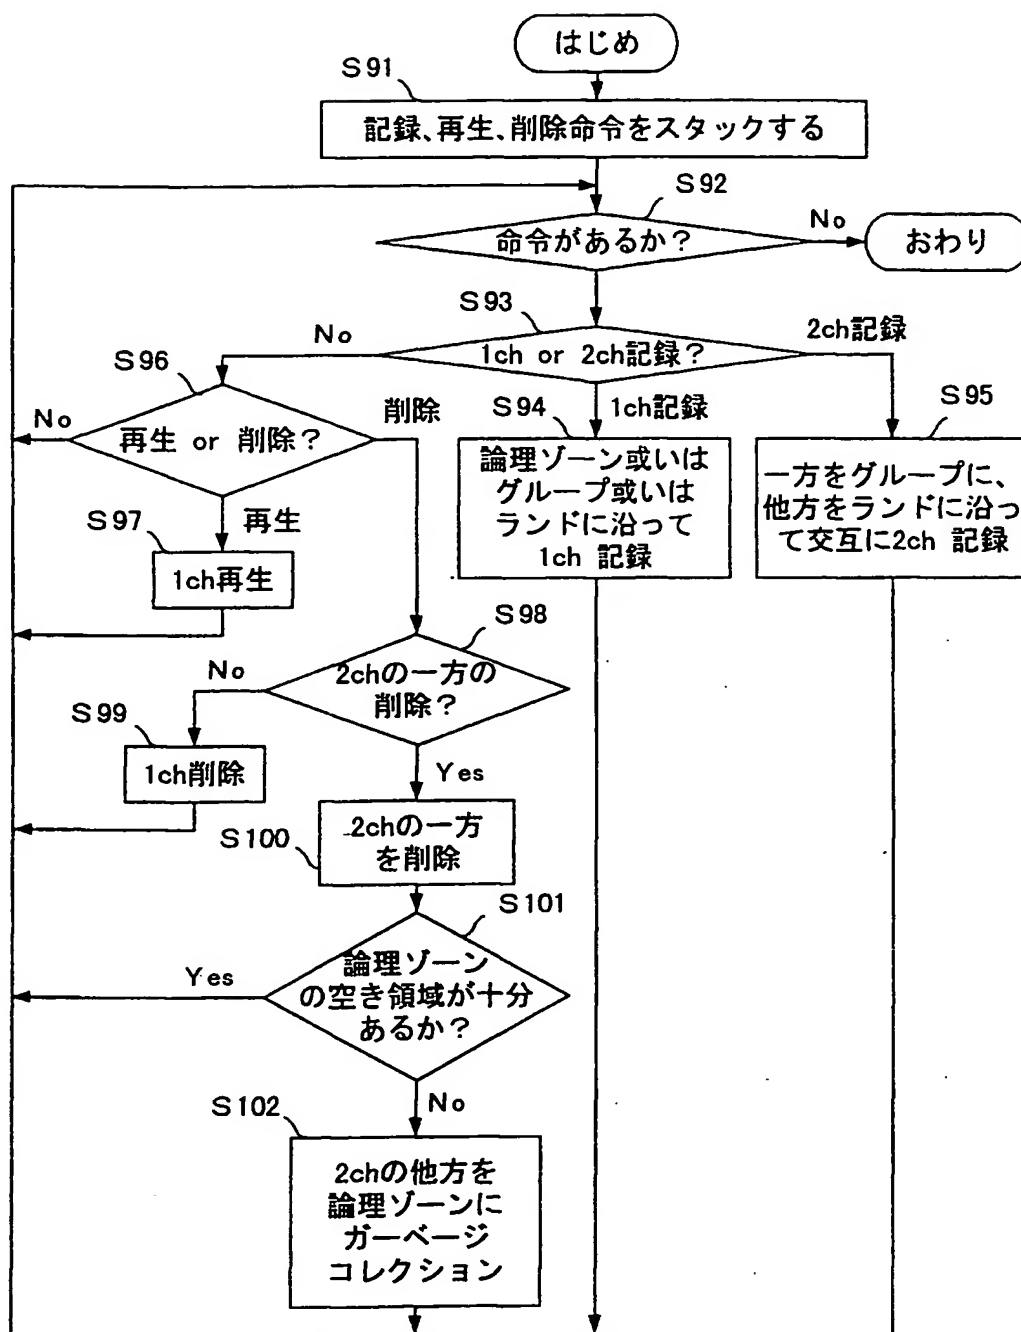 はじめ
S91
記録、再生、削除命令をスタックする
S92
命令があるか?
No
おわり
S93
1ch or 2ch記録?
No
2ch記録
1ch記録
S96
再生 or 削除?
No
削除
再生
S94
論理ゾーン或いは
グループ或いは
ランドに沿って
1ch 記録
S95
一方をグループに、
他方をランドに沿っ
て交互に2ch 記録
S97
1ch再生
S98
2chの一方の
削除?
No
Yes
S99
1ch削除
S100
2chの一方
を削除
S101
論理ゾーン
の空き領域が十分
あるか?
Yes
No
S102
2chの他方を
論理ゾーンに
ガーベージ
コレクション